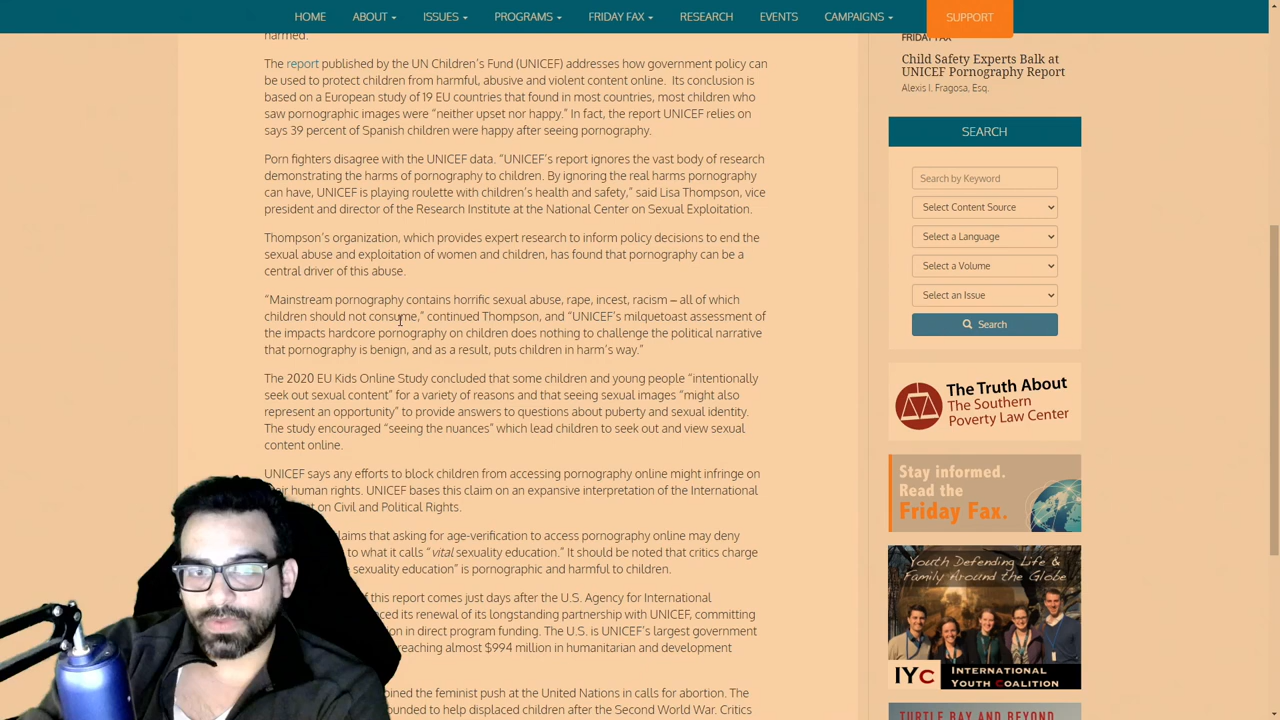 HOME ABOUT ISSUES PROGRAMS FRIDAY FAX RESEARCH EVENTS CAMPAIGNS SUPPORT
harmed.
The report published by the UN Children's Fund (UNICEF) addresses how government policy can
be used to protect children from harmful, abusive and violent content online. Its conclusion is
based on a European study of 19 EU countries that found in most countries, most children who
saw pornographic images were “neither upset nor happy.” In fact, the report UNICEF relies on
says 39 percent of Spanish children were happy after seeing pornography.
Porn fighters disagree with the UNICEF data. “UNICEF's report ignores the vast body of research
demonstrating the harms of pornography to children. By ignoring the real harms pornography
can have, UNICEF is playing roulette with children's health and safety,” said Lisa Thompson, vice
president and director of the Research Institute at the National Center on Sexual Exploitation.
Thompson's organization, which provides expert research to inform policy decisions to end the
sexual abuse and exploitation of women and children, has found that pornography can be a
central driver of this abuse.
“Mainstream pornography contains horrific sexual abuse, rape, incest, racism – all of which
children should not consume,” continued Thompson, and “UNICEF's milquetoast assessment of
the impacts hardcore pornography on children does nothing to challenge the political narrative
that pornography is benign, and as a result, puts children in harm's way.”
The 2020 EU Kids Online Study concluded that some children and young people “intentionally
seek out sexual content” for a variety of reasons and that seeing sexual images “might also
represent an opportunity” to provide answers to questions about puberty and sexual identity.
The study encouraged “seeing the nuances” which lead children to seek out and view sexual
content online.
UNICEF says any efforts to block children from accessing pornography online might infringe on
human rights. UNICEF bases this claim on an expansive interpretation of the International
on Civil and Political Rights.
claims that asking for age-verification to access pornography online may deny
to what it calls “vital sexuality education.” It should be noted that critics charge
sexuality education” is pornographic and harmful to children.
of this report comes just days after the U.S. Agency for International
its renewal of its longstanding partnership with UNICEF, committing
in direct program funding. The U.S. is UNICEF's largest government
reaching almost $994 million in humanitarian and development
the feminist push at the United Nations in calls for abortion. The
to help displaced children after the Second World War. Critics
FRIDAY FAX
Child Safety Experts Balk at
UNICEF Pornography Report
Alexis I. Fragosa, Esq.
SEARCH
Search by Keyword
Select Content Source
Select a Language
Select a Volume
Select an Issue
Search
The Truth About
The Southern
Poverty Law Center
Stay informed.
Read the
Friday Fax.
Youth Defending Life &
Family Around the Globe
IYC INTERNATIONAL
YOUTH COALITION
TURTLE BAY AND BEYOND